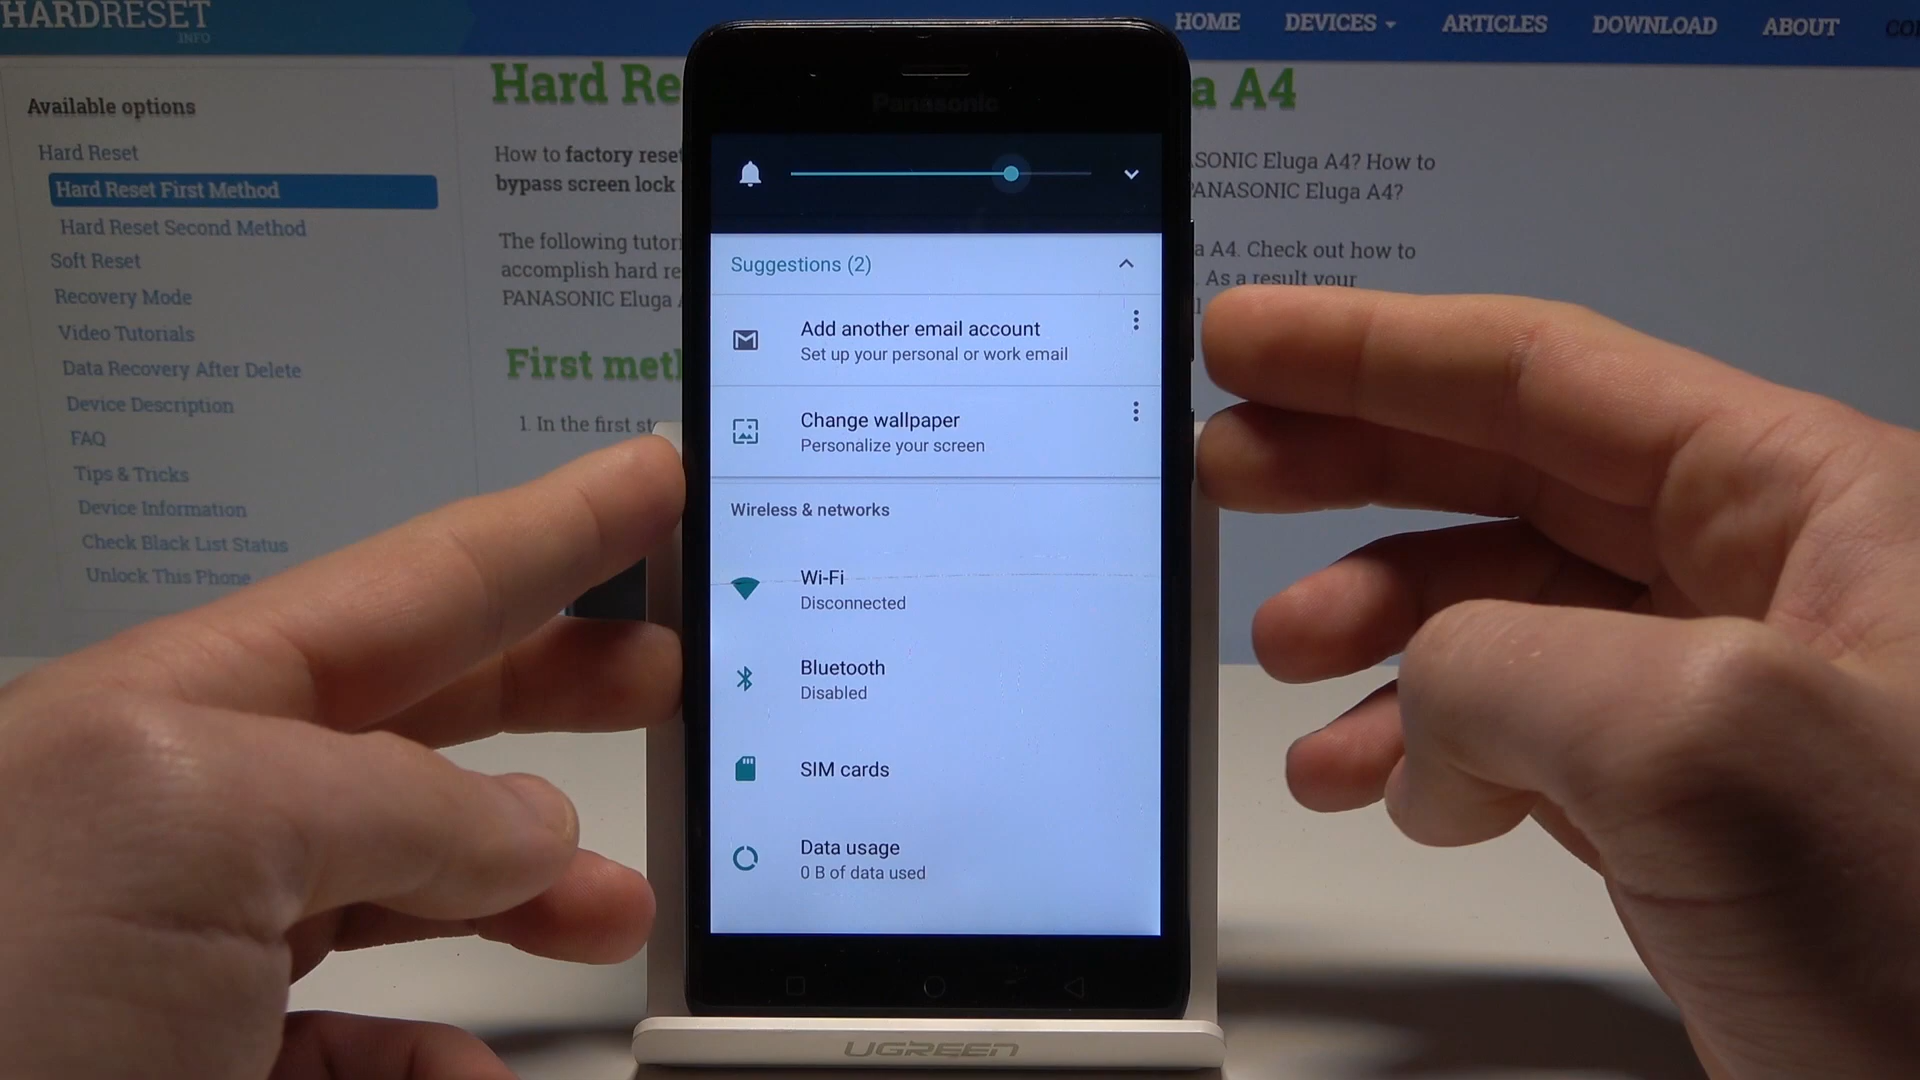 HARDRESET
.INFO
HOME DEVICES ARTICLES DOWNLOAD ABOUT
Available options
Hard Reset
Hard Reset First Method
Hard Reset Second Method
Soft Reset
Recovery Mode
Video Tutorials
Data Recovery After Delete
Device Description
FAQ
Tips & Tricks
Device Information
Check Black List Status
Unlock This Phone
Hard Re
a A4
How to factory reset
SONIC Eluga A4? How to
bypass screen lock
PANASONIC Eluga A4?
The following tutori
a A4. Check out how to
accomplish hard re
. As a result your
PANASONIC Eluga
First met
1. In the first st
Panasonic
Suggestions (2)
Add another email account
Set up your personal or work email
Change wallpaper
Personalize your screen
Wireless & networks
Wi-Fi
Disconnected
Bluetooth
Disabled
SIM cards
Data usage
0 B of data used
UGREEN